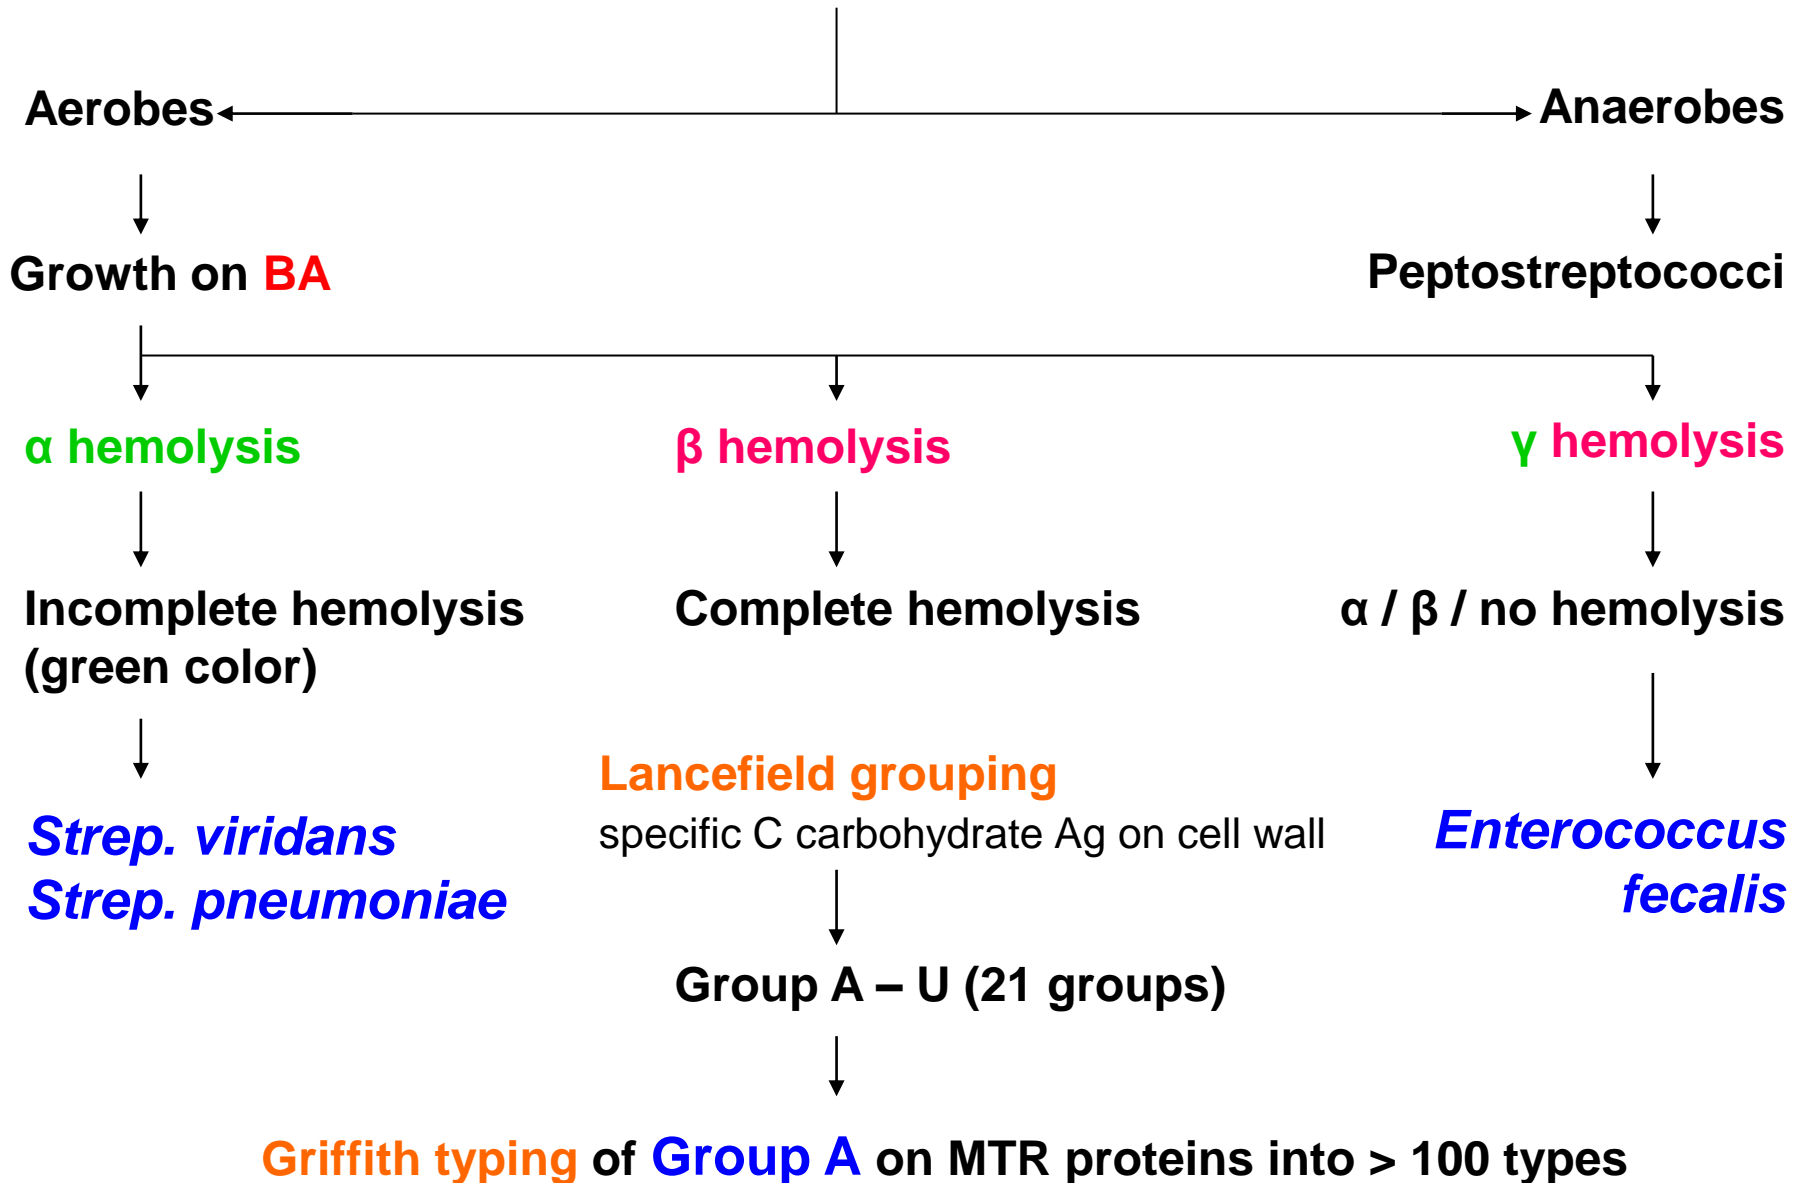 Aerobes
Anaerobes
Growth on BA
Peptostreptococci
α hemolysis
β hemolysis
γ hemolysis
Incomplete hemolysis
(green color)
Complete hemolysis
α / β / no hemolysis
Strep. viridans
Strep. pneumoniae
Lancefield grouping
specific C carbohydrate Ag on cell wall
Enterococcus
fecalis
Group A – U (21 groups)
Griffith typing of Group A on MTR proteins into > 100 types